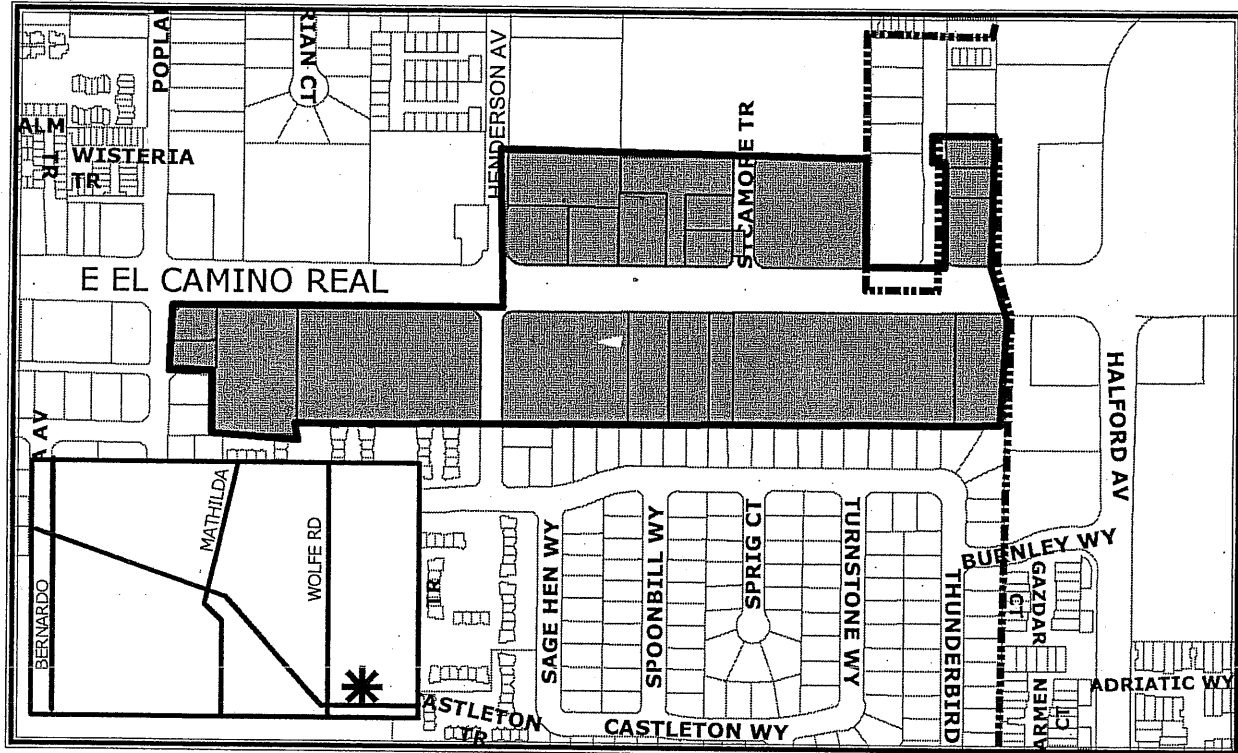 POPLA
RIAN CT
HENDERSON AV
SYCAMORE TR
ALM
TR
WISTERIA
TR
E EL CAMINO REAL
HALFORD AV
A AV
MATHILDA
WOLFE RD
BERNARDO
TR
SAGE HEN WY
SPOONBILL WY
SPRIG CT
TURNSTONE WY
THUNDERBIRD
BURNLEY WY
GAZDAR
CT
ADRIATIC WY
CT
ASTLETON
TR
CASTLETON WY